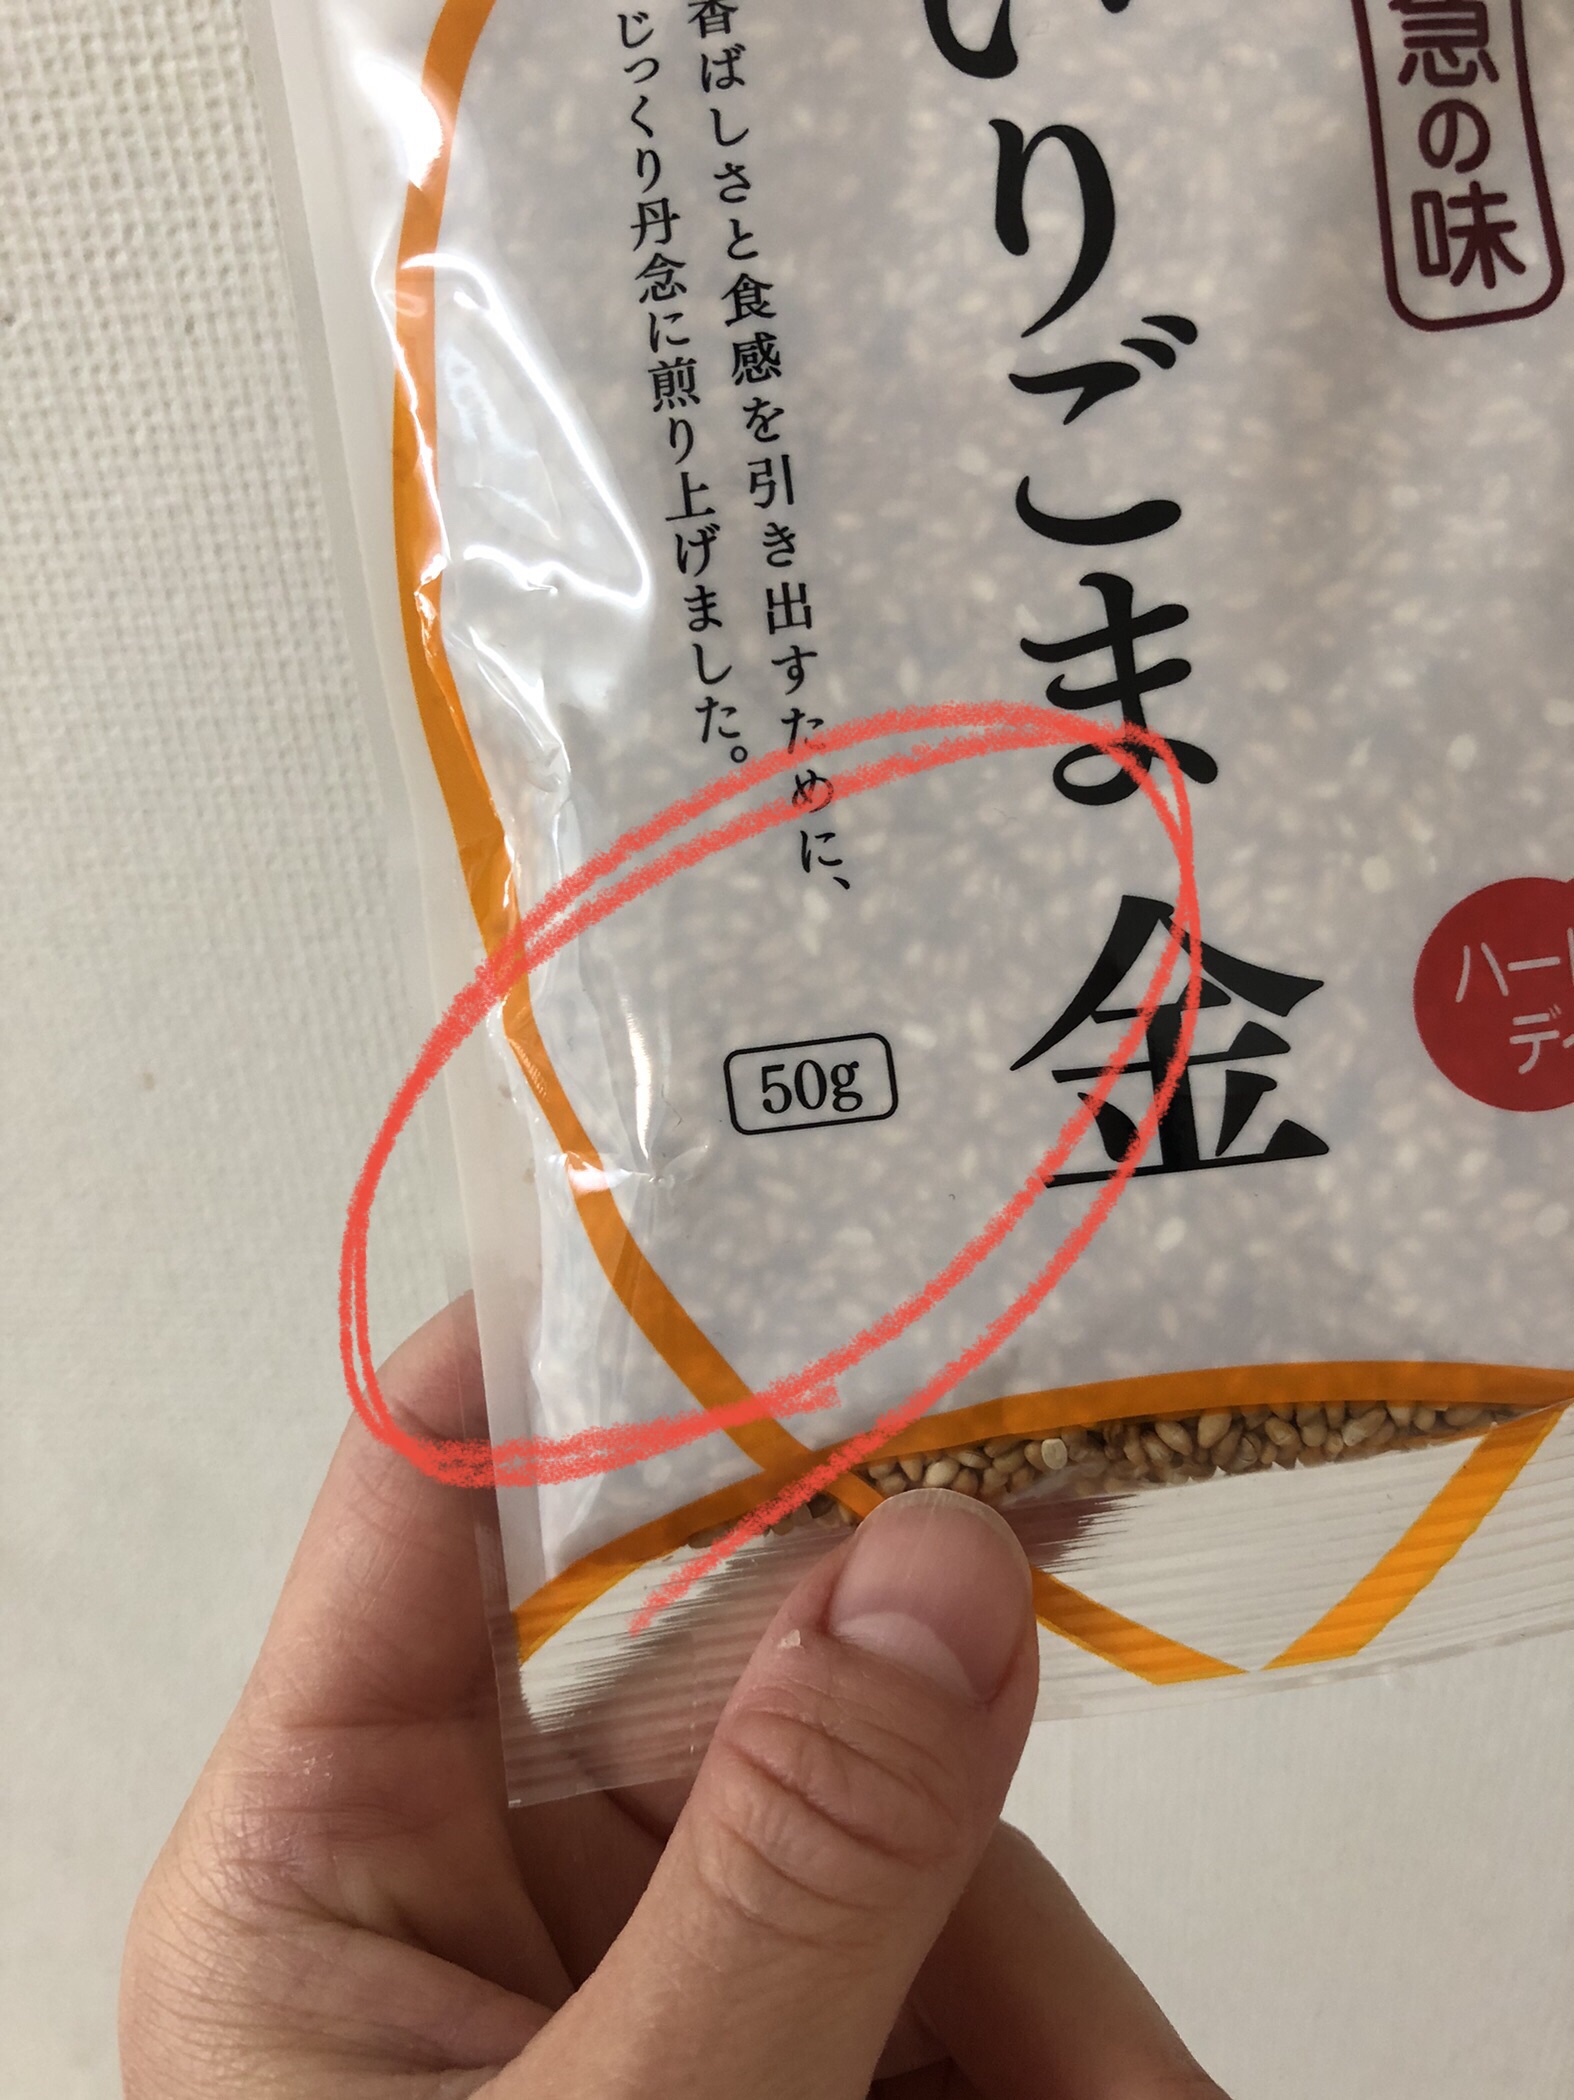 急の味
いりごま 金
香ばしさと食感を引き出すために、
じっくり丹念に煎り上げました。
50g
ハー
デ